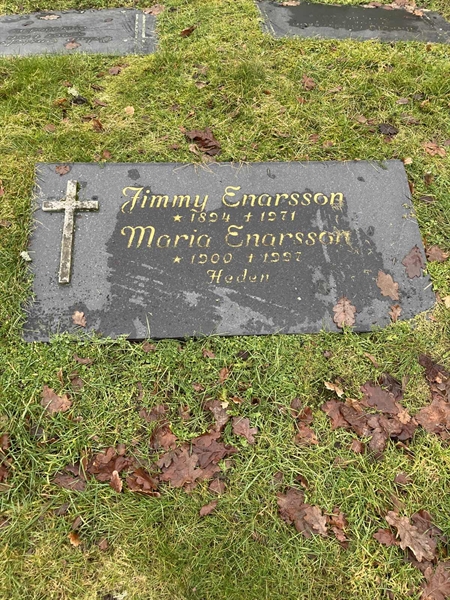 Jimmy Enarsson
* 1894 † 1971
Maria Enarsson
* 1900 † 1997
Heden